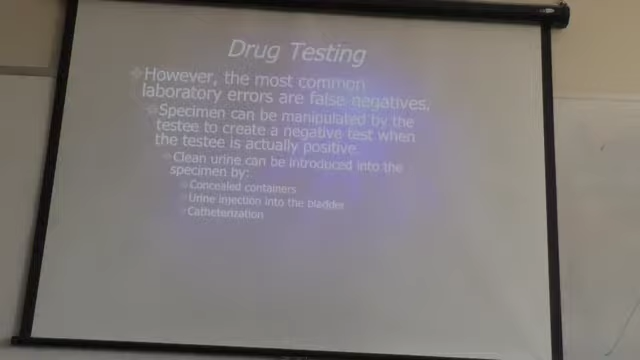 Drug Testing
However, the most common
laboratory errors are false negatives,
Specimen can be manipulated by the
testee to create a negative test when
the testee is actually positive.
Clean urine can be introduced into the
specimen by:
Concealed containers
Urine injection into the bladder
Catheterization